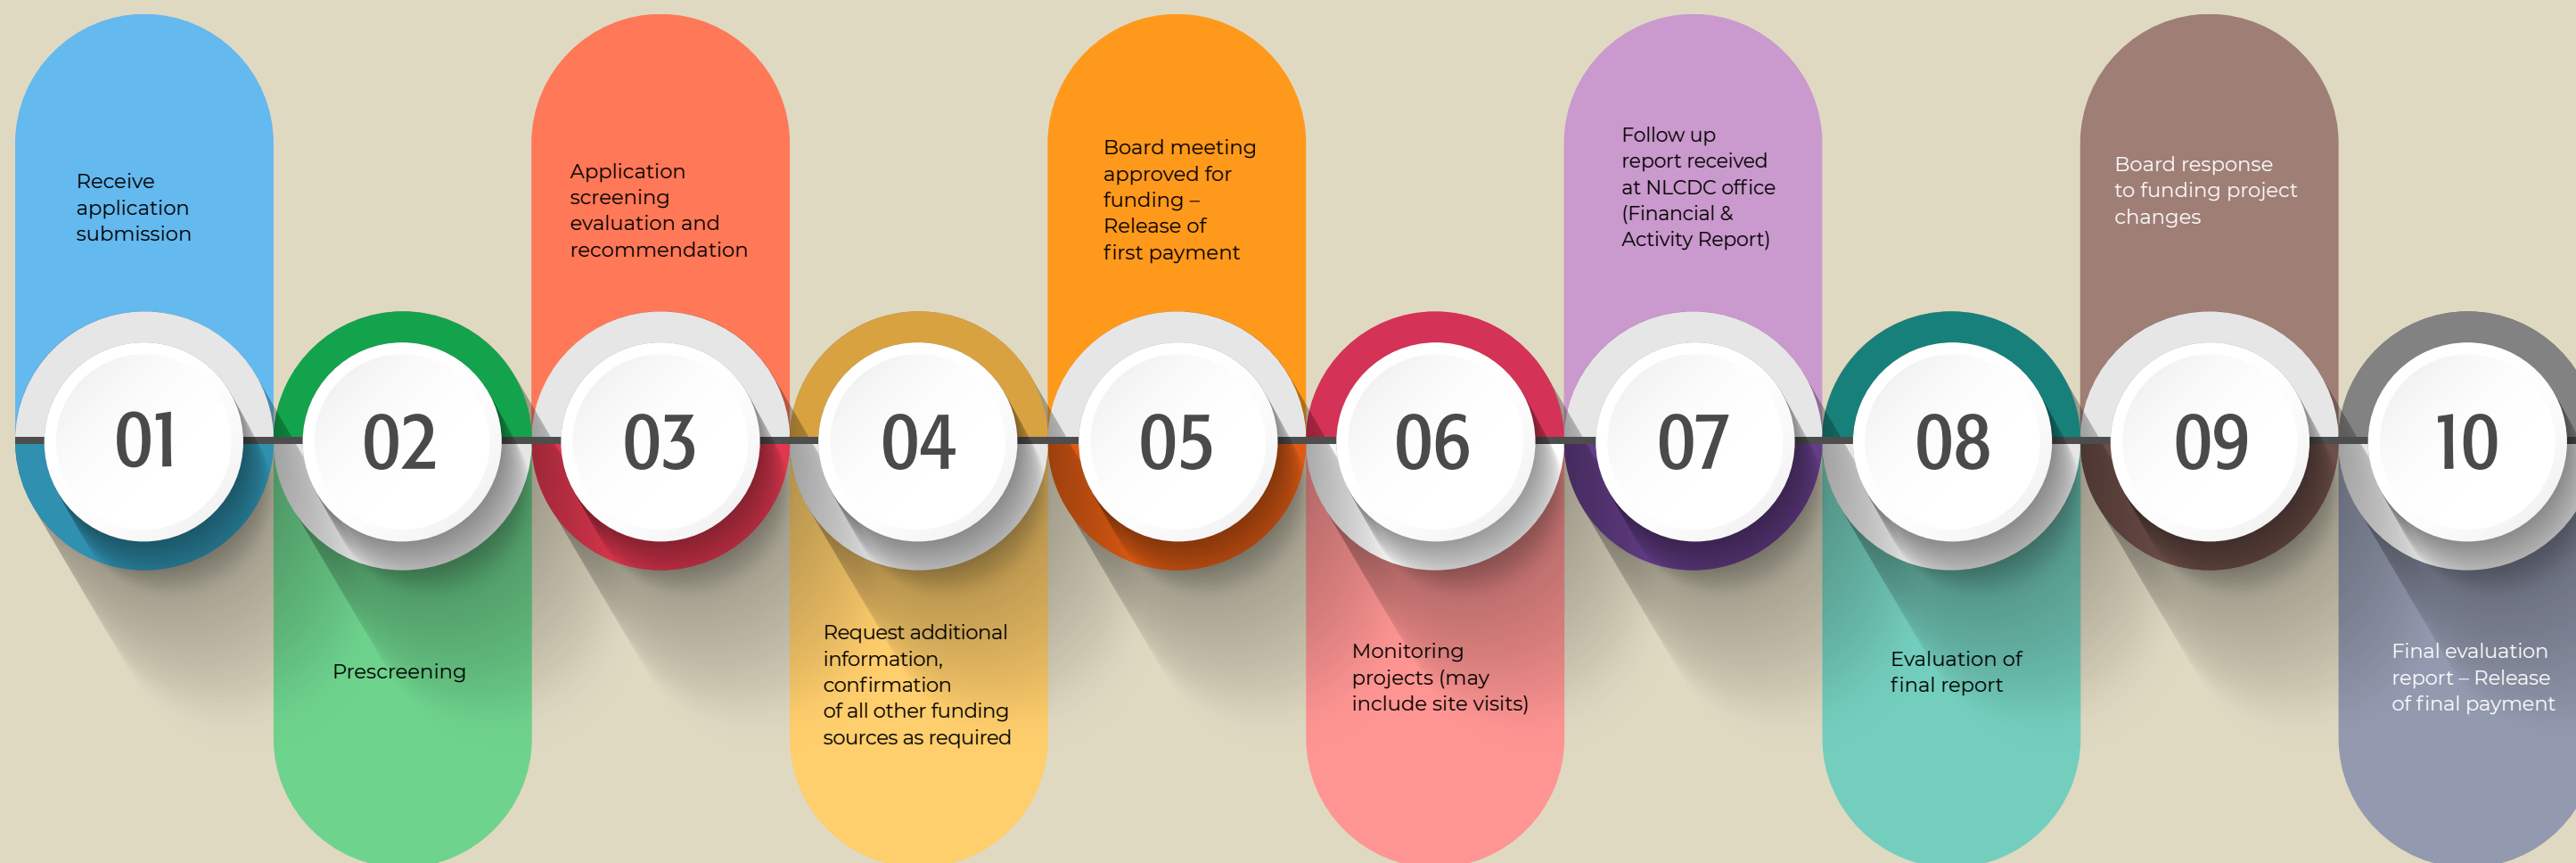 Receive
application
submission
01
02
Prescreening
Application
screening
evaluation and
recommendation
03
04
Request additional
information,
confirmation
of all other funding
sources as required
Board meeting
approved for
funding –
Release of
first payment
05
06
Monitoring
projects (may
include site visits)
Follow up
report received
at NLCDC office
(Financial &
Activity Report)
07
08
Evaluation of
final report
Board response
to funding project
changes
09
10
Final evaluation
report – Release
of final payment